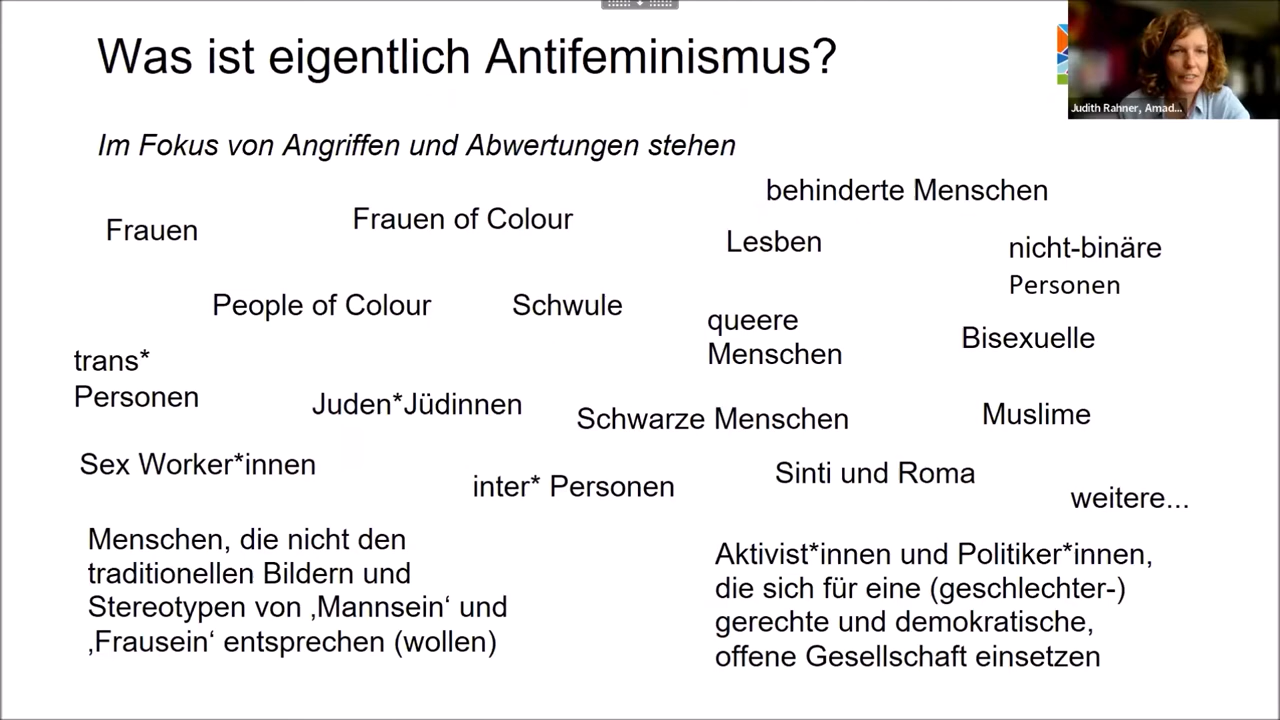 Was ist eigentlich Antifeminismus?
Judith Rahner, Amad...
Im Fokus von Angriffen und Abwertungen stehen
behinderte Menschen
Frauen
Frauen of Colour
Lesben
nicht-binäre
Personen
People of Colour
Schwule
queere
Menschen
Bisexuelle
trans*
Personen
Juden*Jüdinnen
Schwarze Menschen
Muslime
Sex Worker*innen
inter* Personen
Sinti und Roma
weitere...
Menschen, die nicht den
traditionellen Bildern und
Stereotypen von ‚Mannsein‘ und
‚Frausein‘ entsprechen (wollen)
Aktivist*innen und Politiker*innen,
die sich für eine (geschlechter-)
gerechte und demokratische,
offene Gesellschaft einsetzen